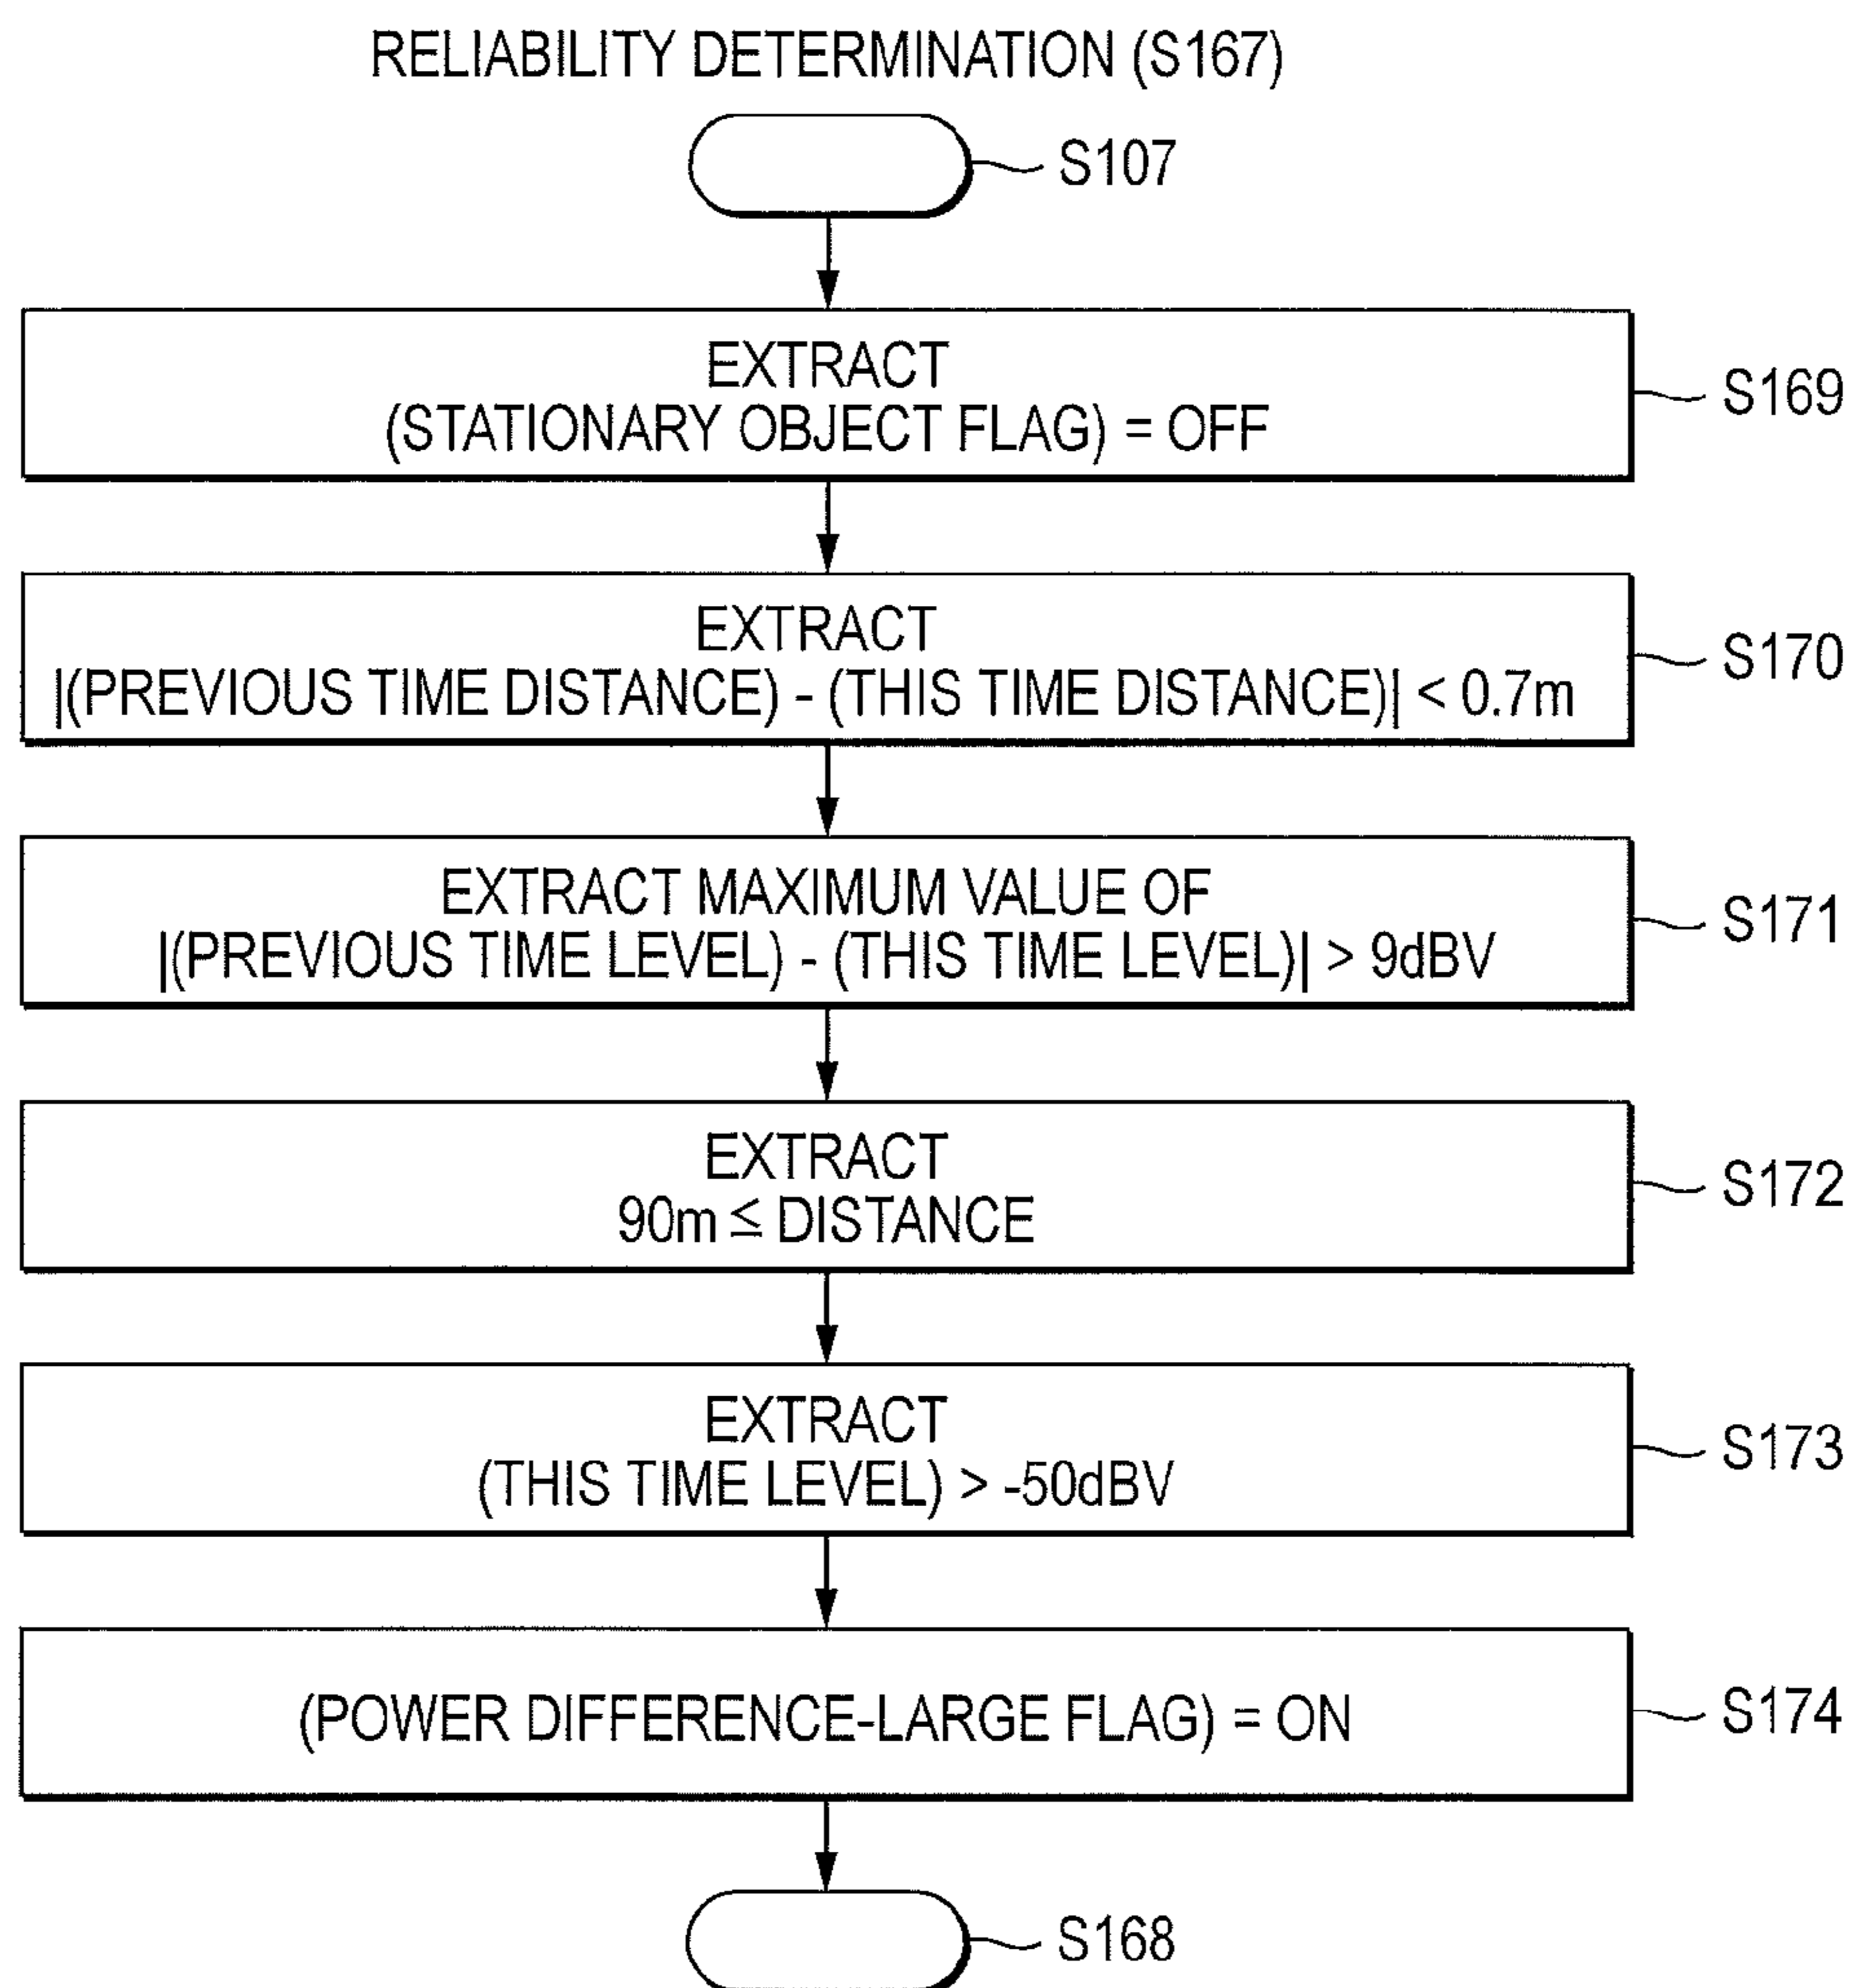 RELIABILITY DETERMINATION (S167)
S107
EXTRACT
(STATIONARY OBJECT FLAG) = OFF
S169
EXTRACT
|(PREVIOUS TIME DISTANCE) - (THIS TIME DISTANCE)| < 0.7m
S170
EXTRACT MAXIMUM VALUE OF
|(PREVIOUS TIME LEVEL) - (THIS TIME LEVEL)| > 9dBV
S171
EXTRACT
90m ≤ DISTANCE
S172
EXTRACT
(THIS TIME LEVEL) > -50dBV
S173
(POWER DIFFERENCE-LARGE FLAG) = ON
S174
S168